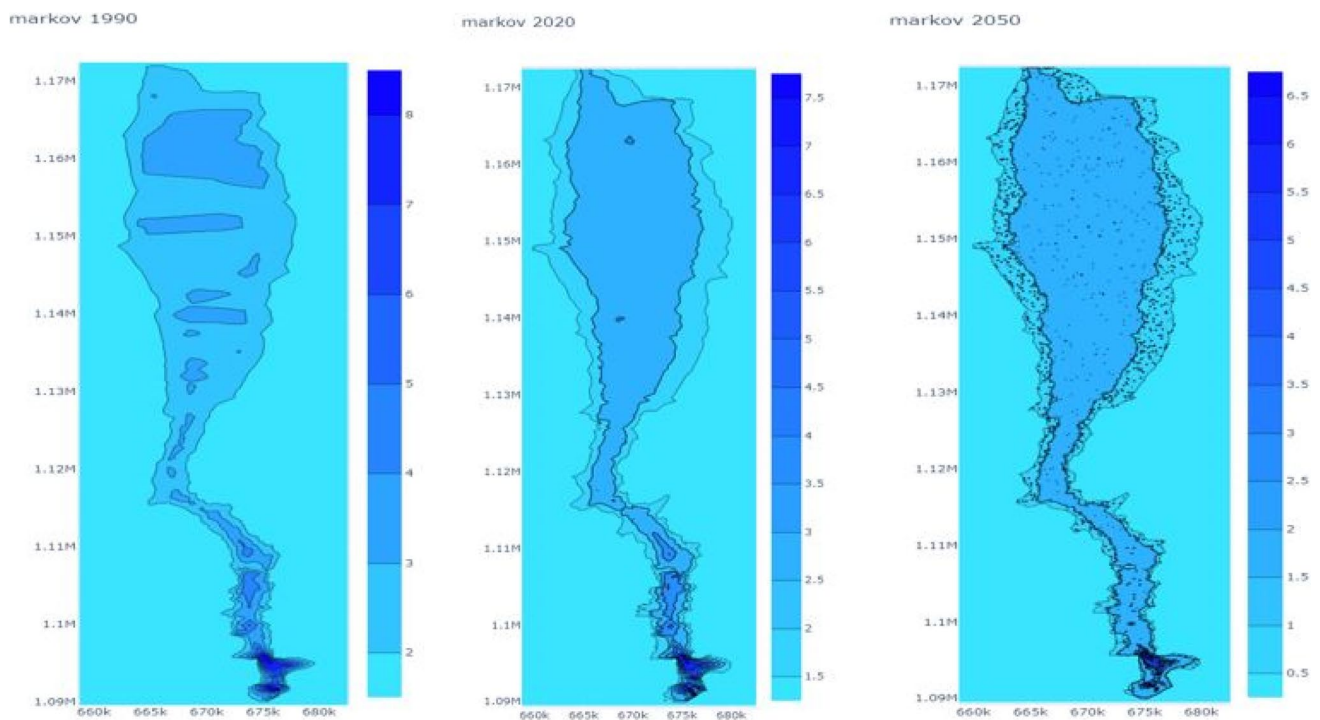 markov 1990
1.17M
1.16M
1.15M
1.14M
1.13M
1.12M
1.11M
1.1M
1.09M
660k 665k 670k 675k 680k
8
7
6
5
4
3
2
markov 2020
1.17M
1.16M
1.15M
1.14M
1.13M
1.12M
1.11M
1.1M
1.09M
660k 665k 670k 675k 680k
7.5
7
6.5
6
5.5
5
4.5
4
3.5
3
2.5
2
1.5
markov 2050
1.17M
1.16M
1.15M
1.14M
1.13M
1.12M
1.11M
1.1M
1.09M
660k 665k 670k 675k 680k
6.5
6
5.5
5
4.5
4
3.5
3
2.5
2
1.5
1
0.5